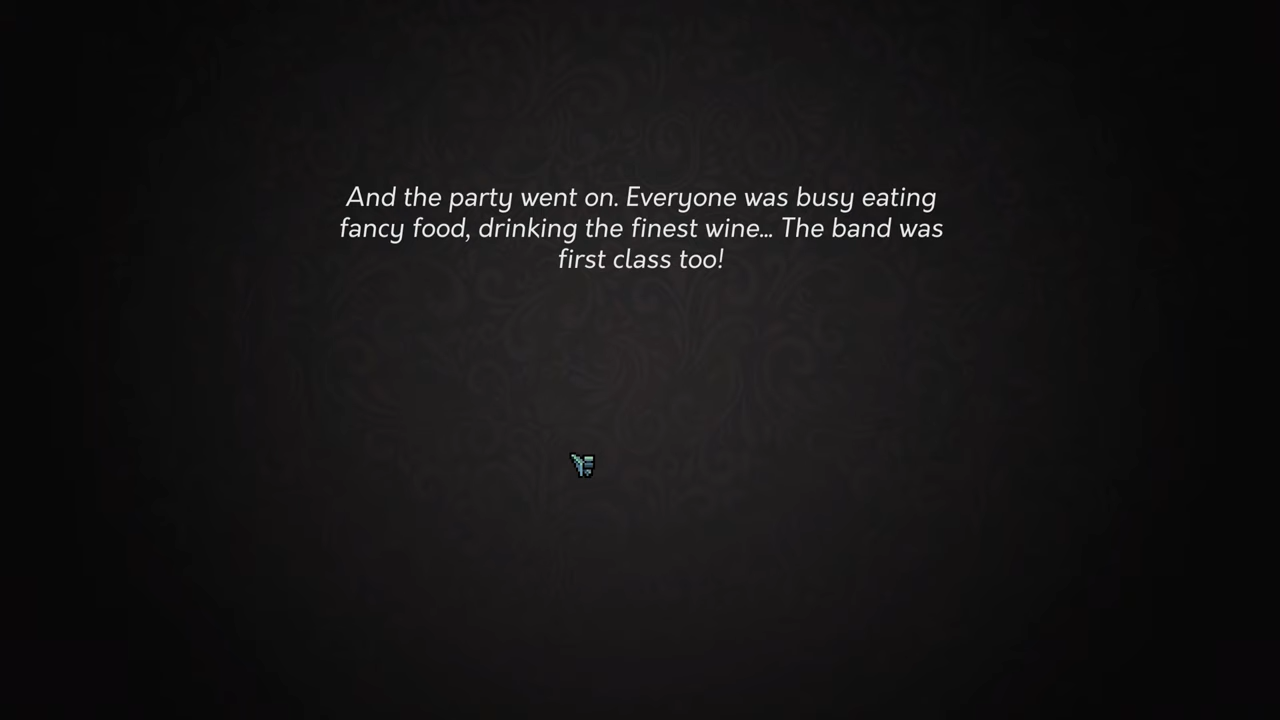 And the party went on. Everyone was busy eating
fancy food, drinking the finest wine... The band was
first class too!